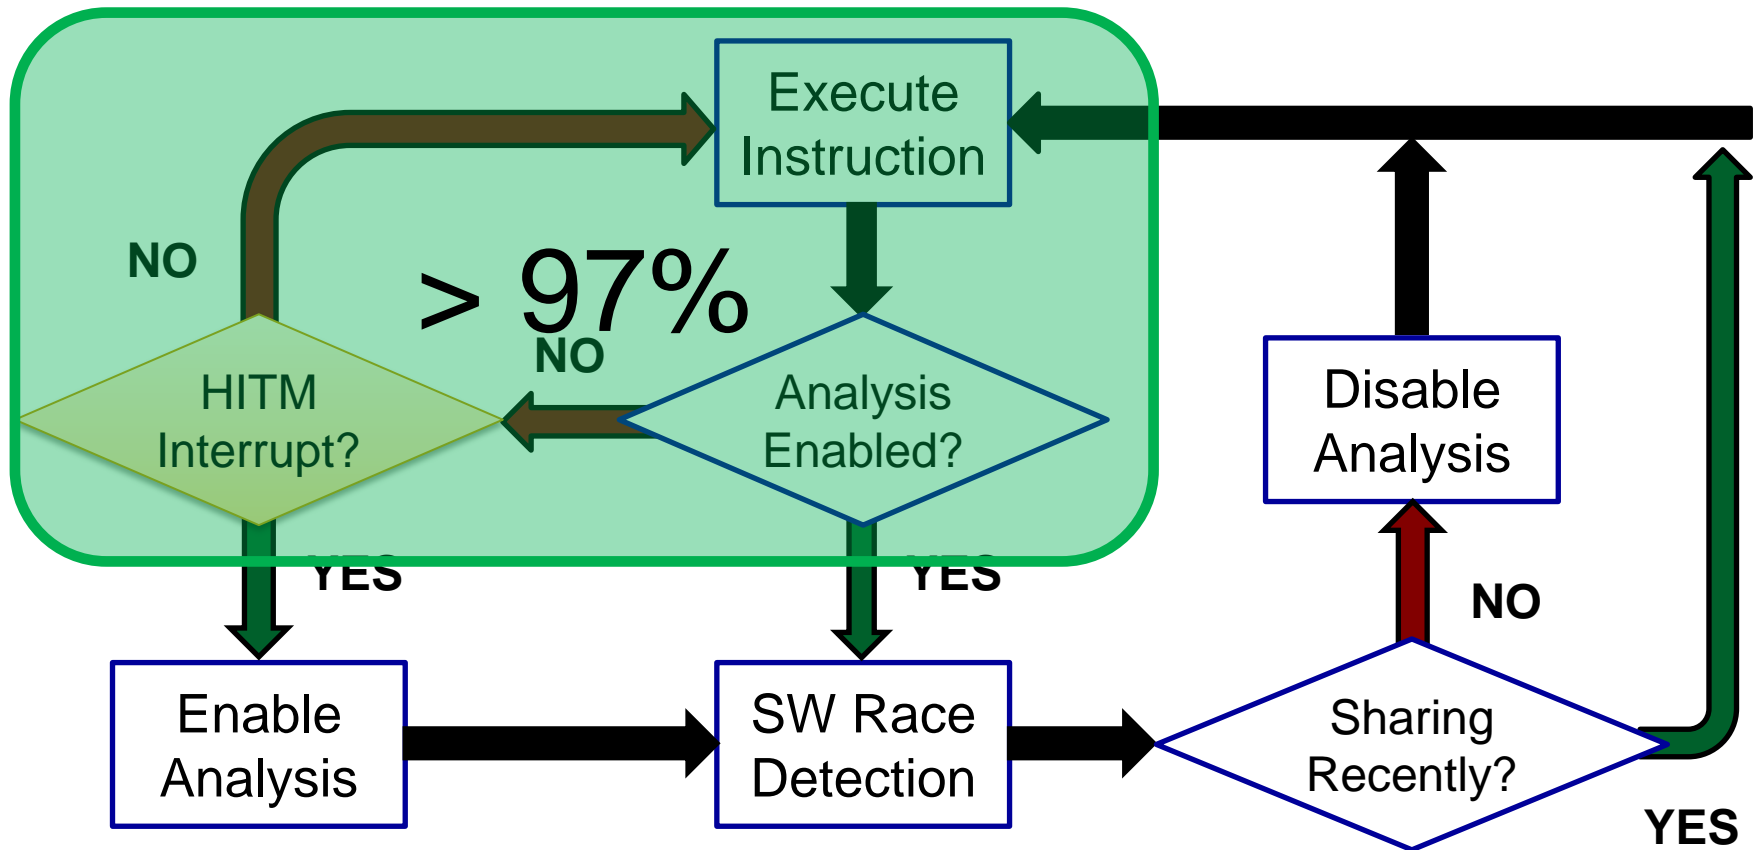 Execute
Instruction
NO
> 97%
NO
HITM
Interrupt?
Analysis
Enabled?
Disable
Analysis
YES
YES
NO
Enable
Analysis
SW Race
Detection
Sharing
Recently?
YES